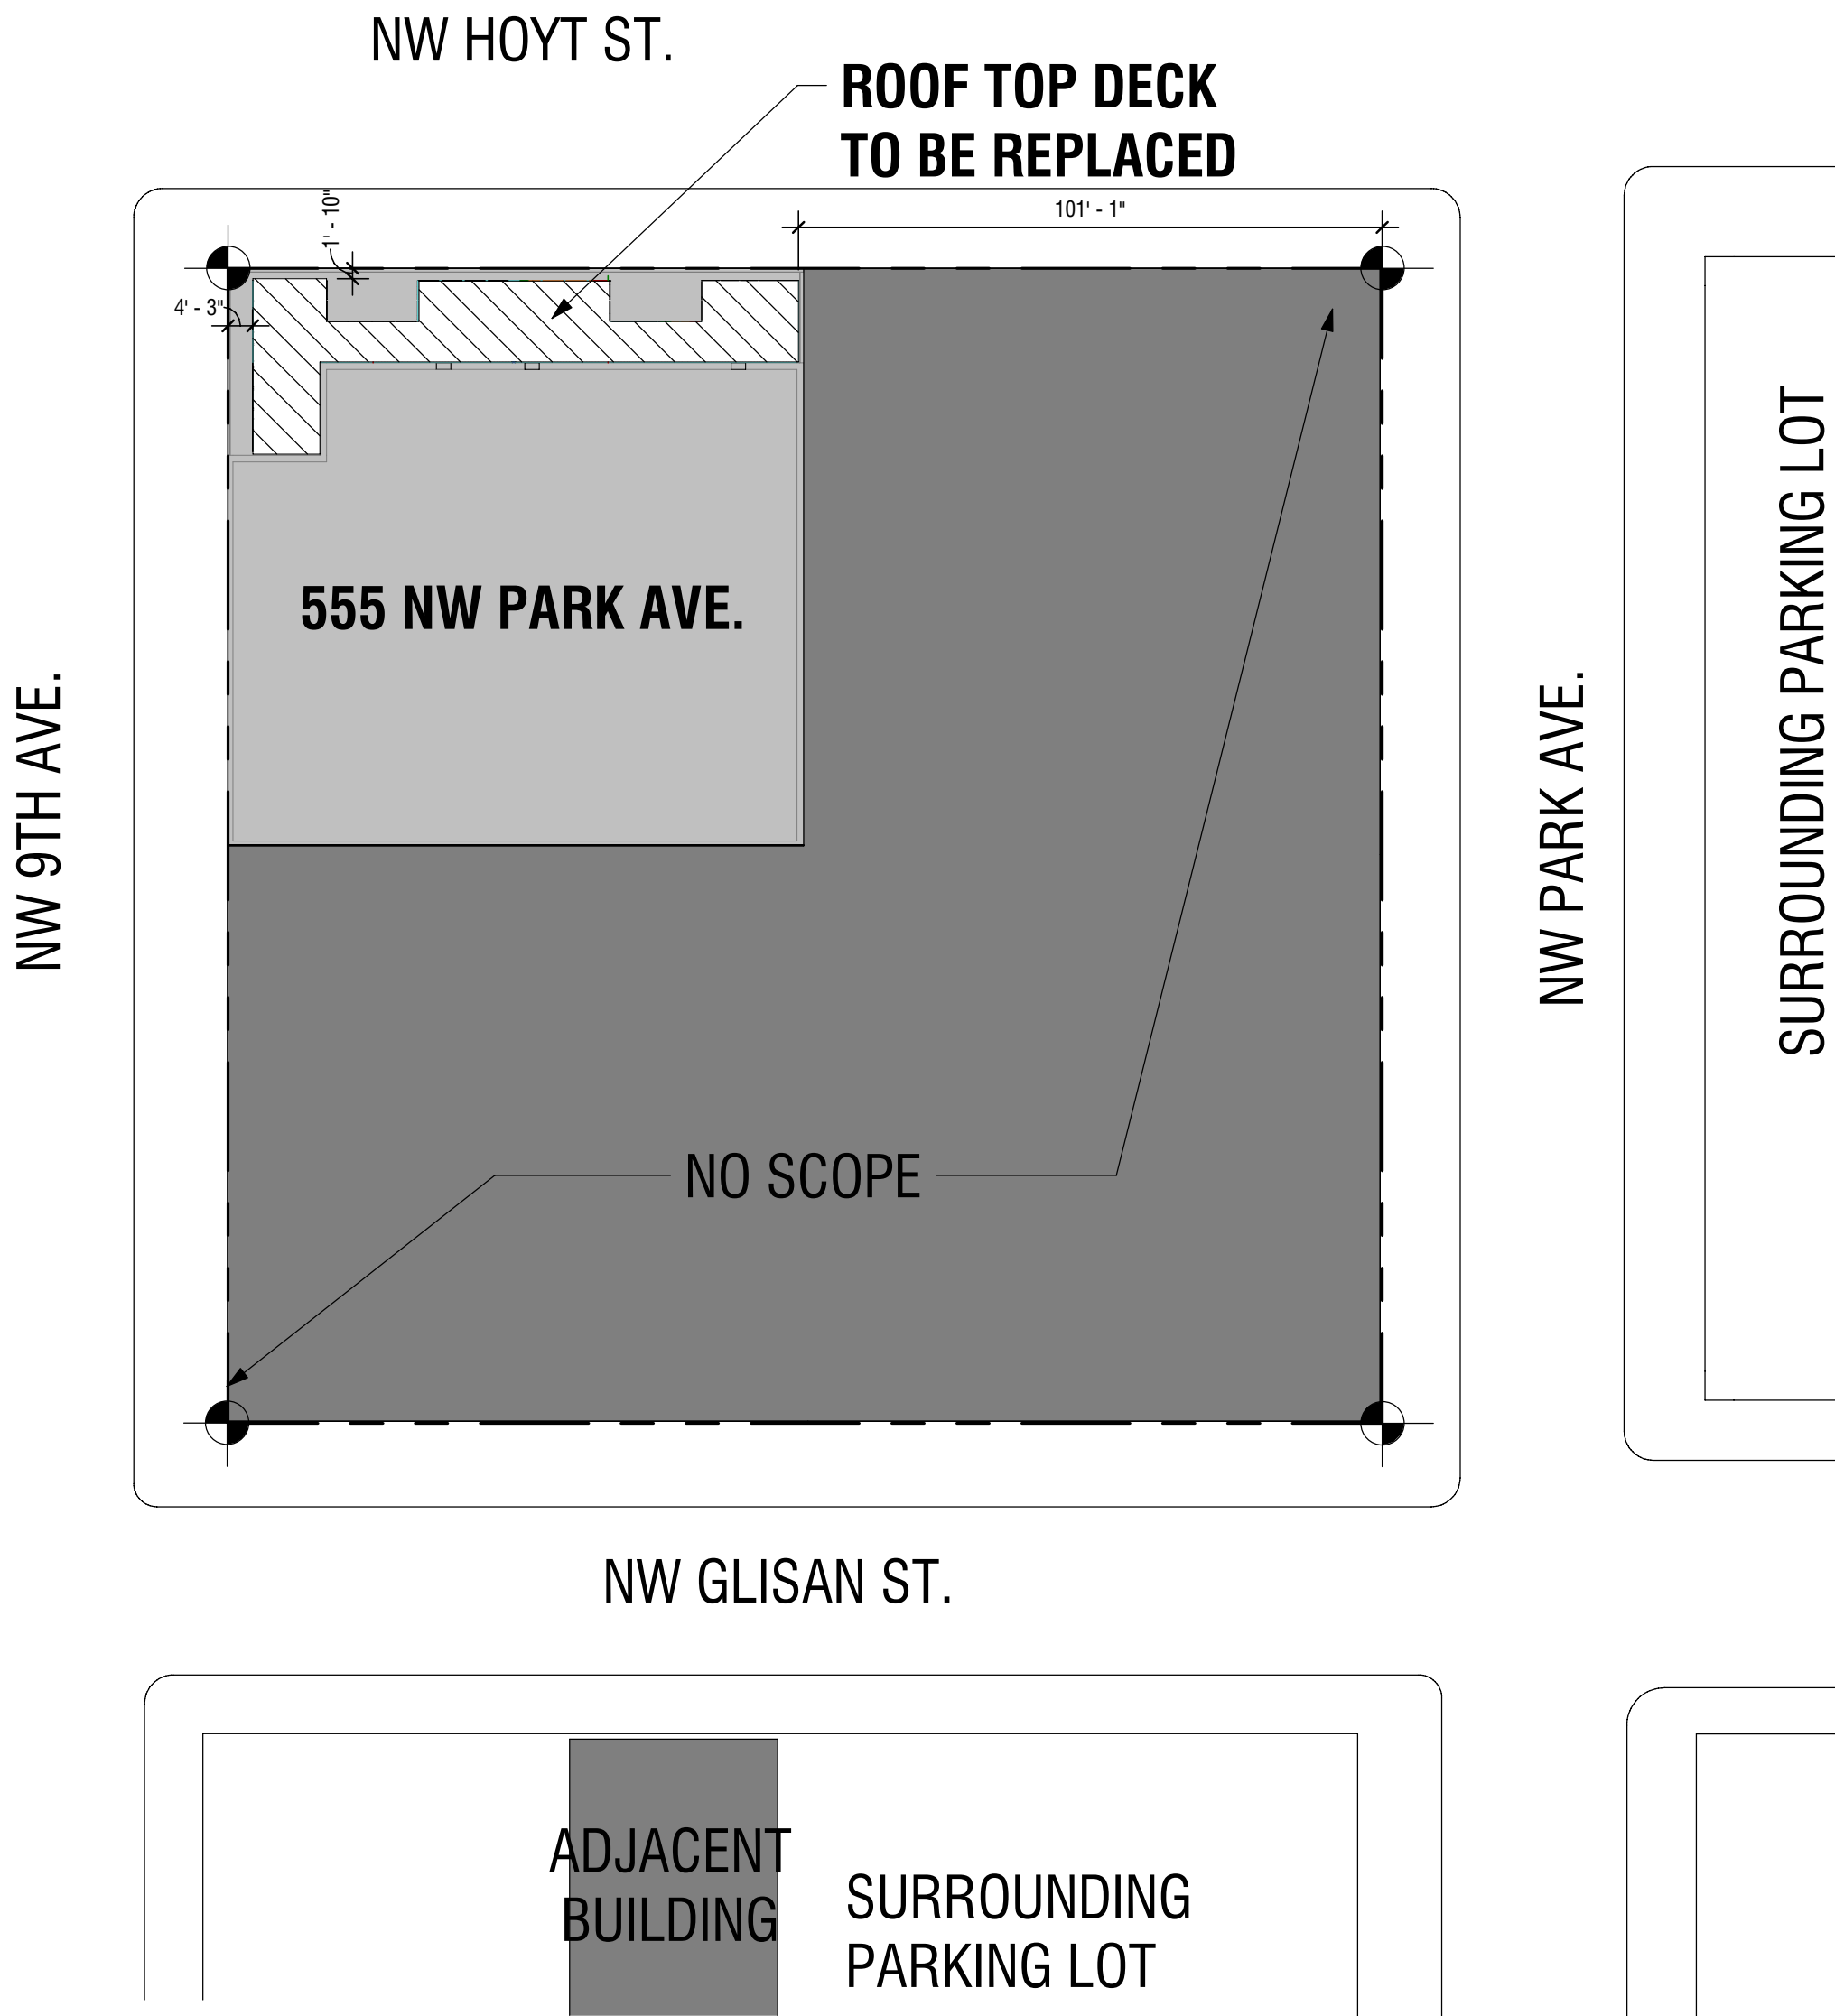 NW HOYT ST.
ROOF TOP DECK
TO BE REPLACED
101' - 1"
1' - 10"
4' - 3"
555 NW PARK AVE.
NW 9TH AVE.
NW PARK AVE.
SURROUNDING PARKING LOT
NO SCOPE
NW GLISAN ST.
ADJACENT
BUILDING
SURROUNDING
PARKING LOT